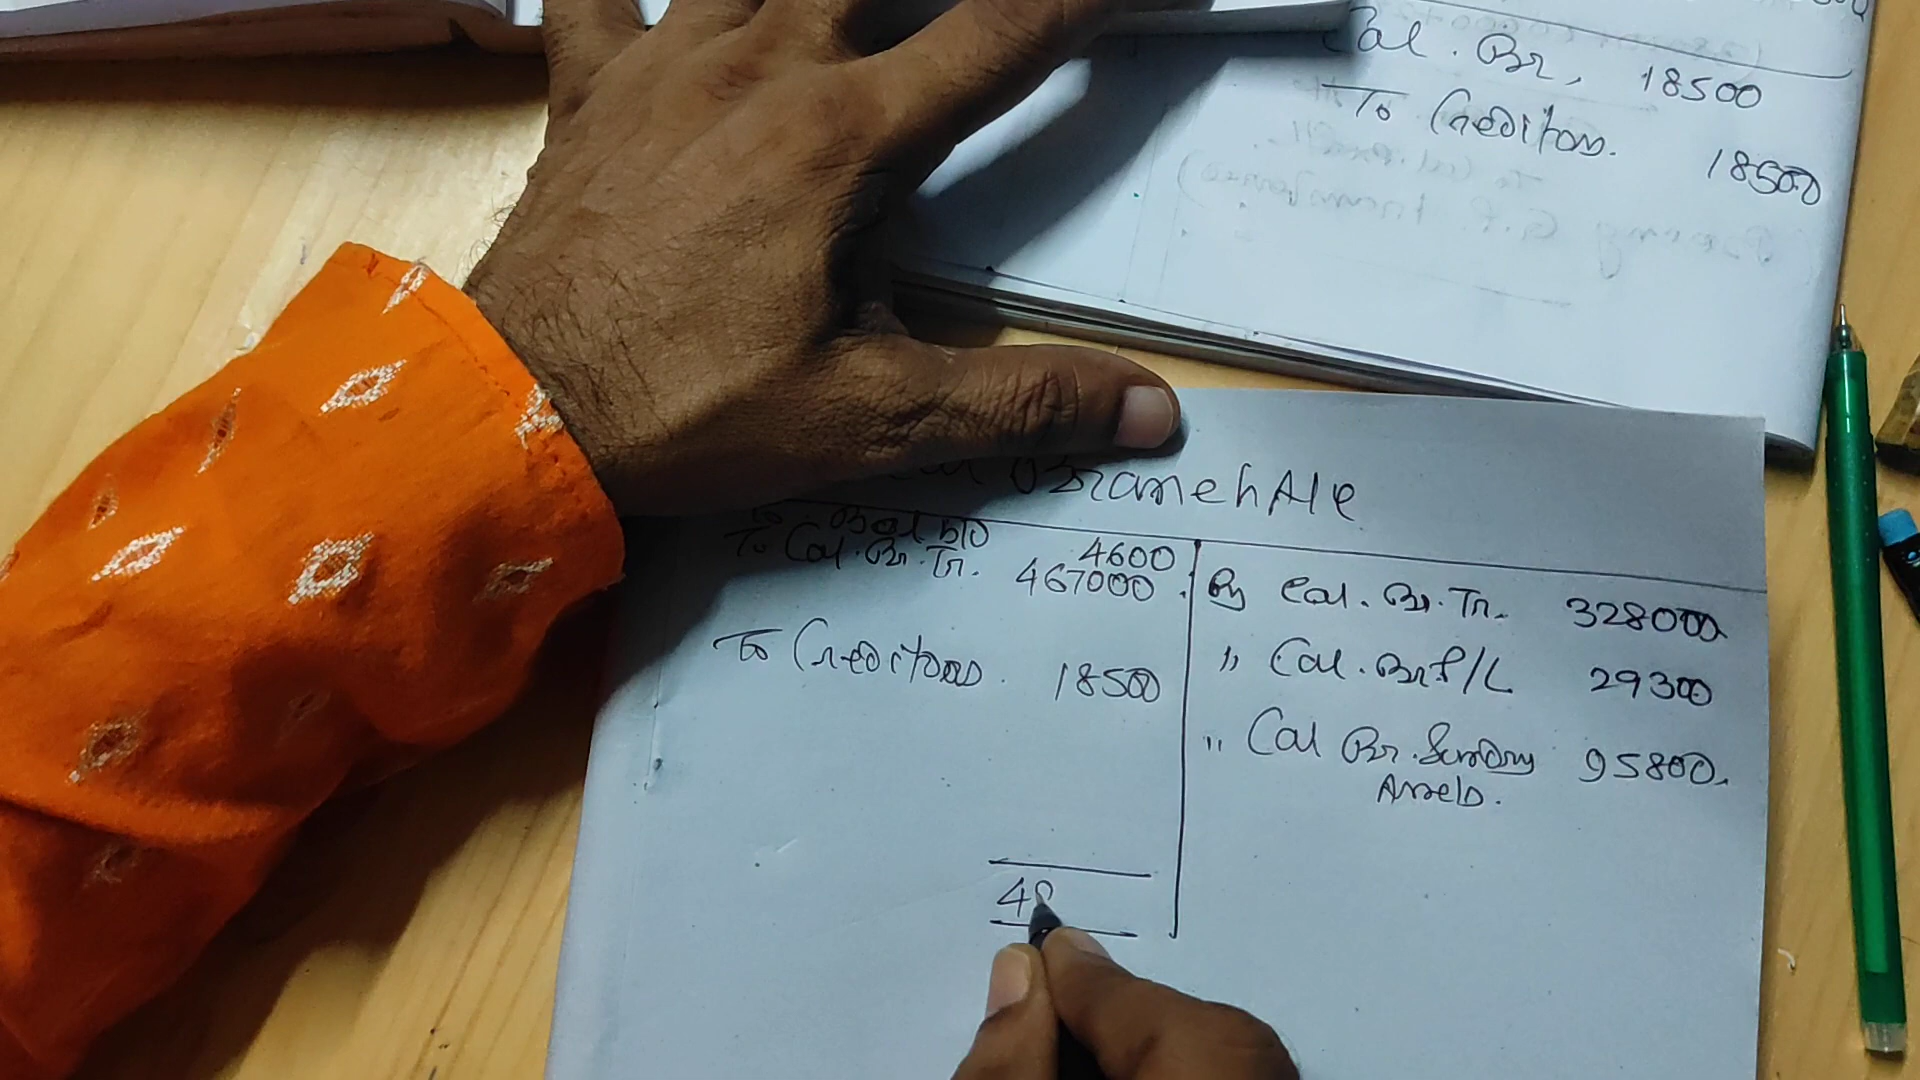 Cal. Br, 18500
To Creditors. 18500
BranchA/c
To Bal b/d 4600
To Cal. Br. Tr. 467000
By Cal. Br. Tr. 328000
To Creditors. 18500
" Cal. Br P/L 29300
" Cal Br. Sundry 95800
Assets.
48